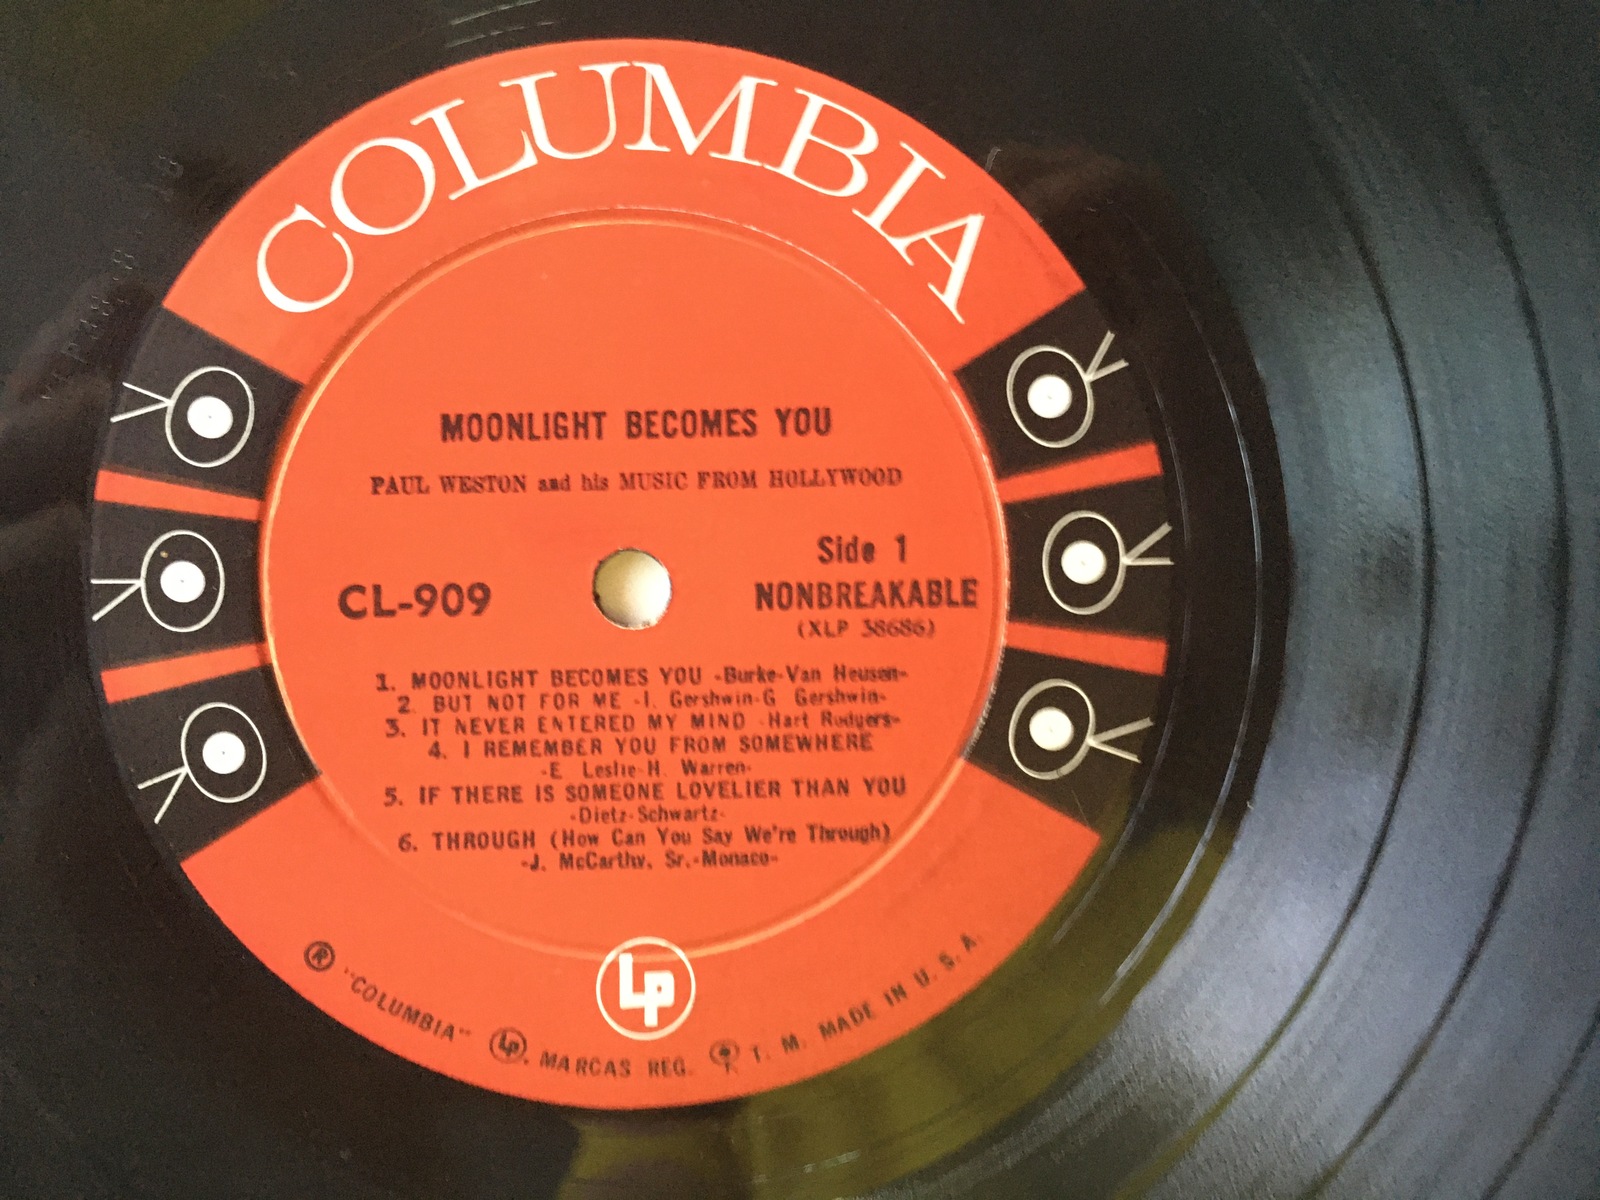 COLUMBIA
MOONLIGHT BECOMES YOU
PAUL WESTON and his MUSIC FROM HOLLYWOOD
Side 1
CL-909
NONBREAKABLE
(XLP 38686)
1. MOONLIGHT BECOMES YOU -Burke-Van Heusen-
2. BUT NOT FOR ME -I. Gershwin-G Gershwin-
3. IT NEVER ENTERED MY MIND -Hart Rodgers-
4. I REMEMBER YOU FROM SOMEWHERE
-E. Leslie-H. Warren-
5. IF THERE IS SOMEONE LOVELIER THAN YOU
-Dietz-Schwartz-
6. THROUGH (How Can You Say We're Through)
-J. McCarthy, Sr.-Monaco-
Lp
® "COLUMBIA" Lp, MARCAS REG. T. M. MADE IN U. S. A.